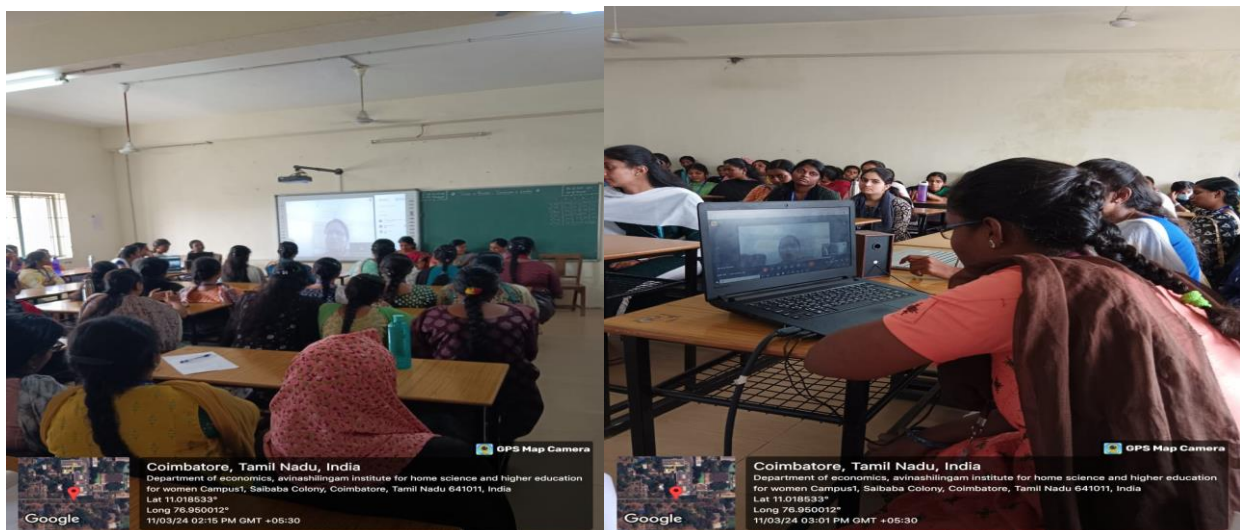 GPS Map Camera
Coimbatore, Tamil Nadu, India
Department of economics, avinashilingam institute for home science and higher education
for women Campus1, Saibaba Colony, Coimbatore, Tamil Nadu 641011, India
Lat 11.018533°
Long 76.950012°
11/03/24 02:15 PM GMT +05:30
Google
GPS Map Camera
Coimbatore, Tamil Nadu, India
Department of economics, avinashilingam institute for home science and higher education
for women Campus1, Saibaba Colony, Coimbatore, Tamil Nadu 641011, India
Lat 11.018533°
Long 76.950012°
11/03/24 03:01 PM GMT +05:30
Google